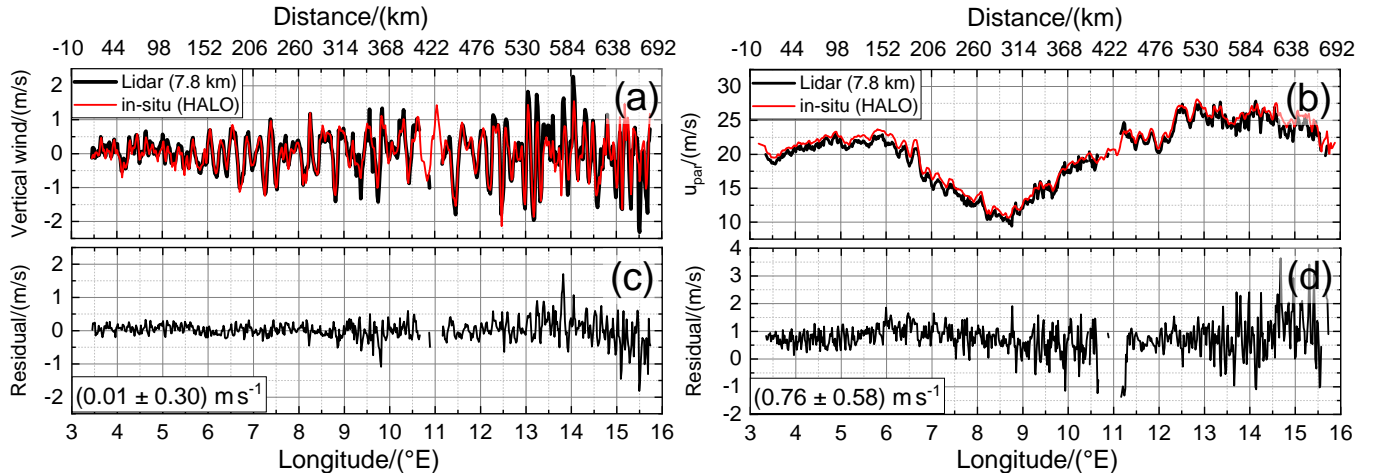 Distance/(km)
-10 44 98 152 206 260 314 368 422 476 530 584 638 692
Vertical wind/(m/s)
2
1
0
-1
-2
Lidar (7.8 km)
in-situ (HALO)
(a)
Residual/(m/s)
2
1
0
-1
-2
(c)
(0.01 ± 0.30) m s-1
3 4 5 6 7 8 9 10 11 12 13 14 15 16
Longitude/(°E)
Distance/(km)
-10 44 98 152 206 260 314 368 422 476 530 584 638 692
upar/(m/s)
30
25
20
15
10
Lidar (7.8 km)
in-situ (HALO)
(b)
Residual/(m/s)
4
3
2
1
0
-1
-2
(d)
(0.76 ± 0.58) m s-1
3 4 5 6 7 8 9 10 11 12 13 14 15 16
Longitude/(°E)